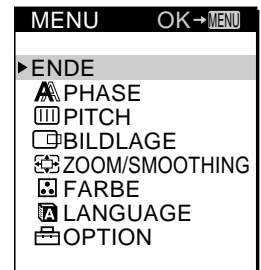 MENU OK→MENU
▶ENDE
PHASE
PITCH
BILDLAGE
ZOOM/SMOOTHING
FARBE
LANGUAGE
OPTION